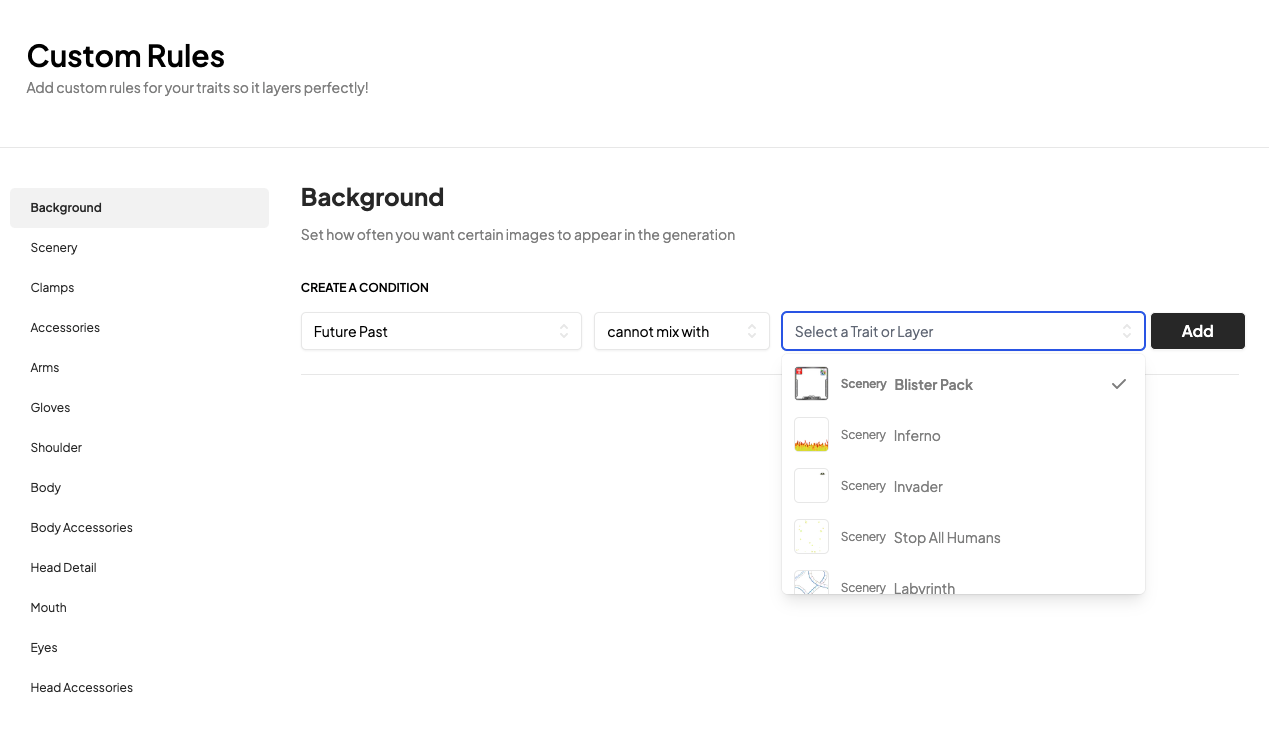 Custom Rules
Add custom rules for your traits so it layers perfectly!
Background
Scenery
Clamps
Accessories
Arms
Gloves
Shoulder
Body
Body Accessories
Head Detail
Mouth
Eyes
Head Accessories
Background
Set how often you want certain images to appear in the generation
CREATE A CONDITION
Future Past cannot mix with Select a Trait or Layer Add
Scenery Blister Pack
Scenery Inferno
Scenery Invader
Scenery Stop All Humans
Scenery Labyrinth